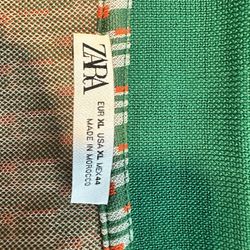 ZARA
EUR XL USA XL MEX 44
MADE IN MOROCCO